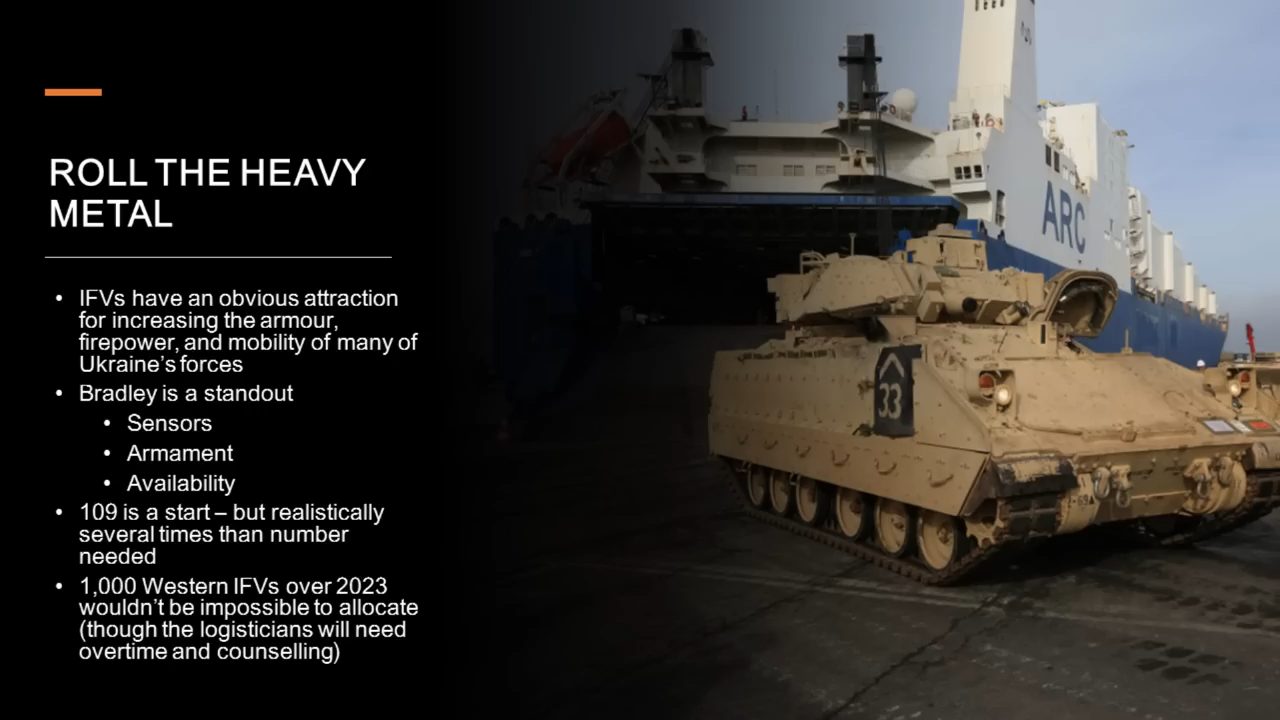 ROLL THE HEAVY
METAL
• IFVs have an obvious attraction
for increasing the armour,
firepower, and mobility of many of
Ukraine's forces
• Bradley is a standout
• Sensors
• Armament
• Availability
• 109 is a start – but realistically
several times than number
needed
• 1,000 Western IFVs over 2023
wouldn't be impossible to allocate
(though the logisticians will need
overtime and counselling)
ARC
33